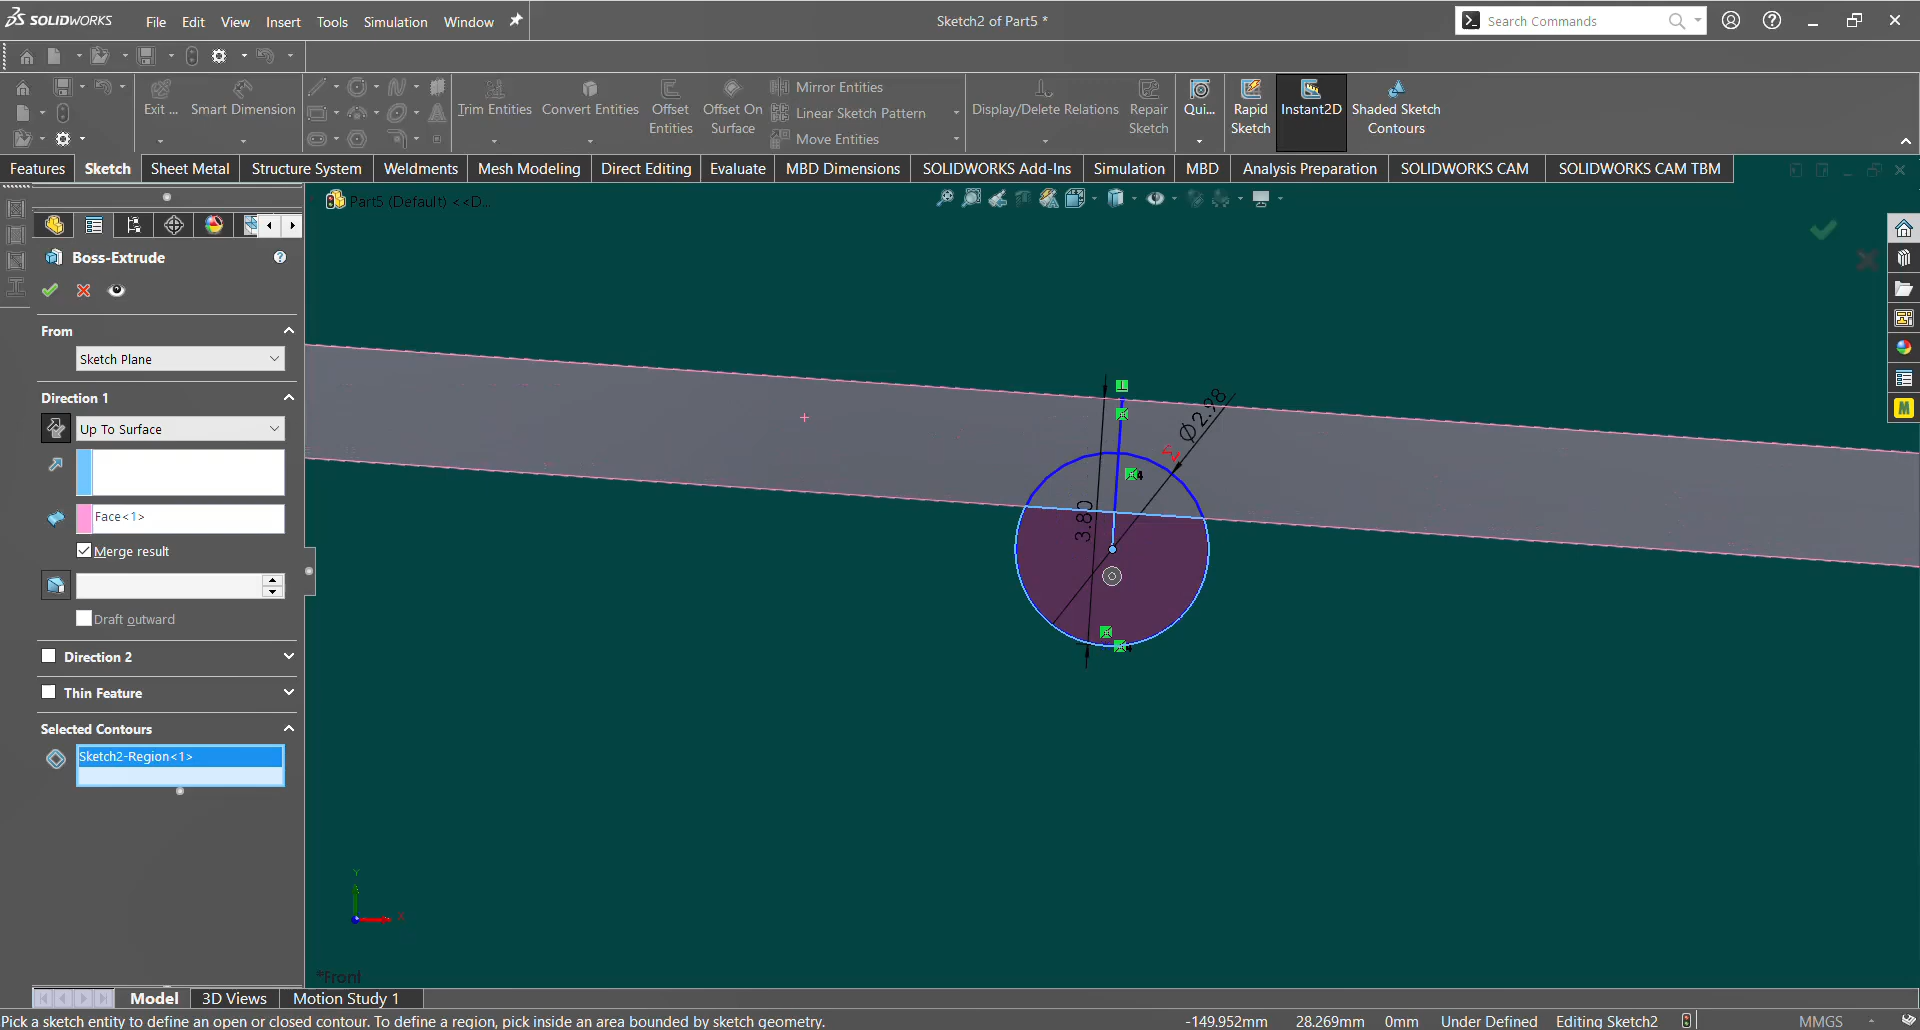 SOLIDWORKS File Edit View Insert Tools Simulation Window Sketch2 of Part5 * Search Commands
Exit ... Smart Dimension Trim Entities Convert Entities Offset Entities Offset On Surface Mirror Entities Linear Sketch Pattern Move Entities Display/Delete Relations Repair Sketch Qui... Rapid Sketch Instant2D Shaded Sketch Contours
Features Sketch Sheet Metal Structure System Weldments Mesh Modeling Direct Editing Evaluate MBD Dimensions SOLIDWORKS Add-Ins Simulation MBD Analysis Preparation SOLIDWORKS CAM SOLIDWORKS CAM TBM
Part5 (Default) <<D...
Boss-Extrude
From
Sketch Plane
Direction 1
Up To Surface
Face<1>
Merge result
Draft outward
Direction 2
Thin Feature
Selected Contours
Sketch2-Region<1>
Ø2.98
3.80
Y
X
*Front
Model 3D Views Motion Study 1
Pick a sketch entity to define an open or closed contour. To define a region, pick inside an area bounded by sketch geometry. -149.952mm 28.269mm 0mm Under Defined Editing Sketch2 MMGS